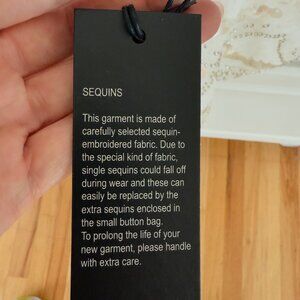 SEQUINS
This garment is made of
carefully selected sequin-
embroidered fabric. Due to
the special kind of fabric,
single sequins could fall off
during wear and these can
easily be replaced by the
extra sequins enclosed in
the small button bag.
To prolong the life of your
new garment, please handle
with extra care.